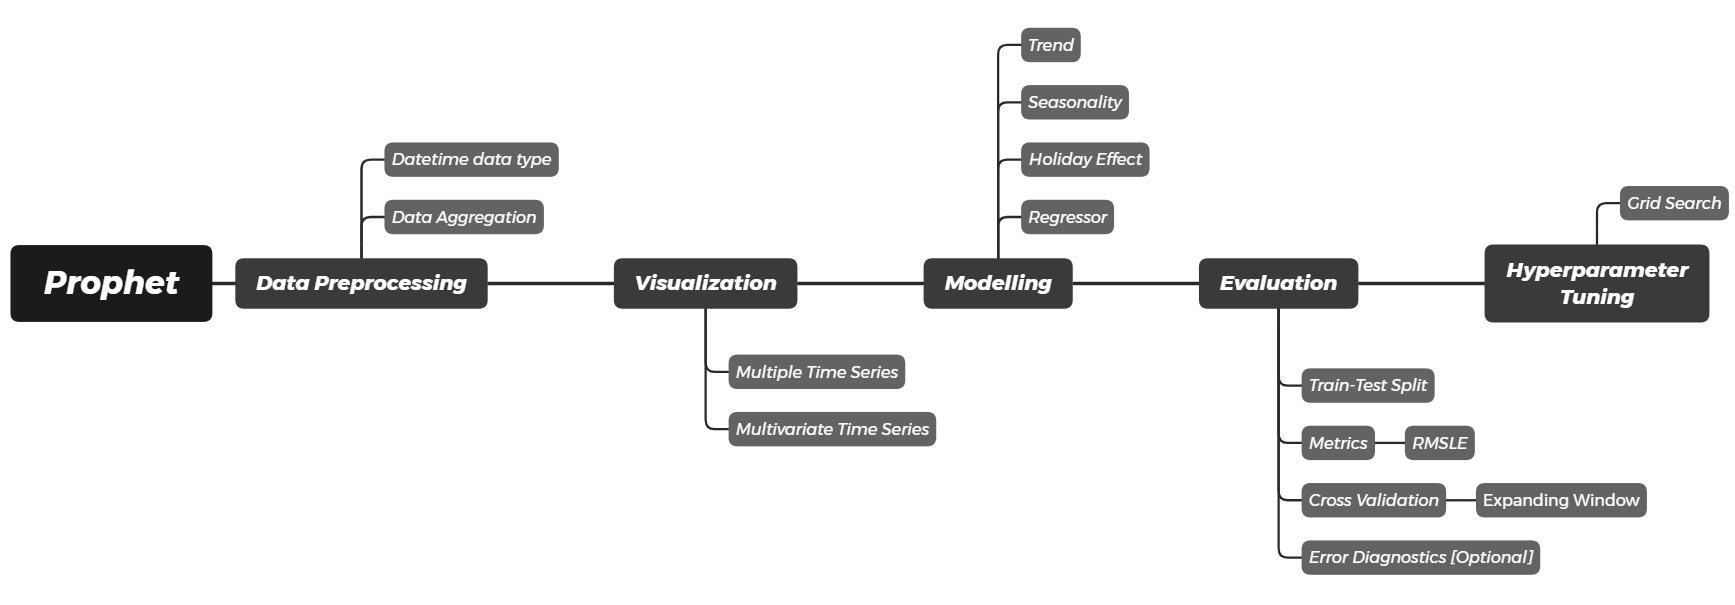 Prophet
Data Preprocessing
Datetime data type
Data Aggregation
Visualization
Multiple Time Series
Multivariate Time Series
Modelling
Trend
Seasonality
Holiday Effect
Regressor
Evaluation
Train-Test Split
Metrics
RMSLE
Cross Validation
Expanding Window
Error Diagnostics [Optional]
Hyperparameter
Tuning
Grid Search